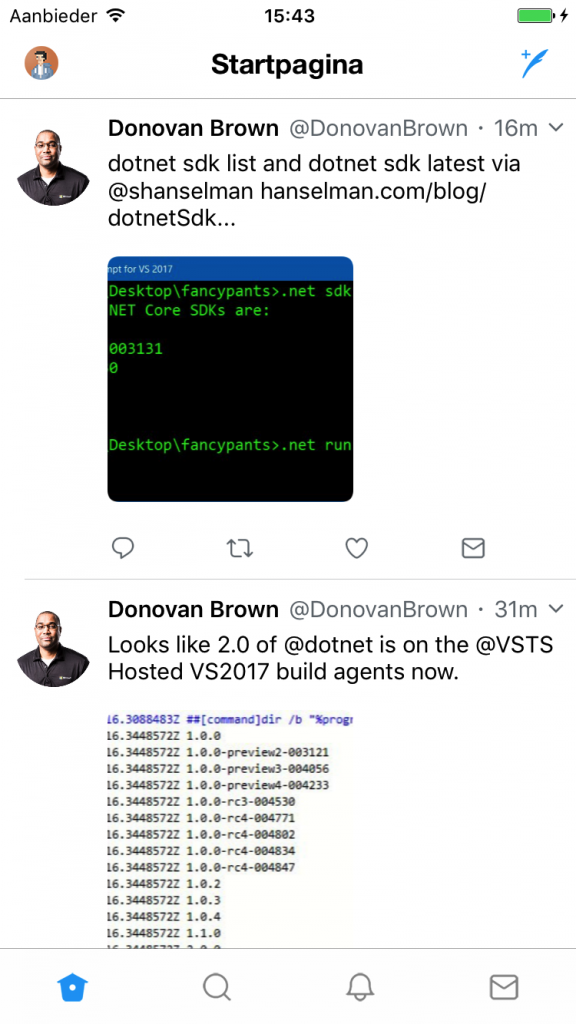 Aanbieder 15:43
Startpagina
Donovan Brown @DonovanBrown · 16m
dotnet sdk list and dotnet sdk latest via
@shanselman hanselman.com/blog/
dotnetSdk...
mpt for VS 2017
Desktop\fancypants>.net sdk
NET Core SDKs are:
003131
0
Desktop\fancypants>.net run
Donovan Brown @DonovanBrown · 31m
Looks like 2.0 of @dotnet is on the @VSTS
Hosted VS2017 build agents now.
16.3088483Z ##[command]dir /b "%progr
16.3448572Z 1.0.0
16.3448572Z 1.0.0-preview2-003121
16.3448572Z 1.0.0-preview3-004056
16.3448572Z 1.0.0-preview4-004233
16.3448572Z 1.0.0-rc3-004530
16.3448572Z 1.0.0-rc4-004771
16.3448572Z 1.0.0-rc4-004802
16.3448572Z 1.0.0-rc4-004834
16.3448572Z 1.0.0-rc4-004847
16.3448572Z 1.0.2
16.3448572Z 1.0.3
16.3448572Z 1.0.4
16.3448572Z 1.1.0